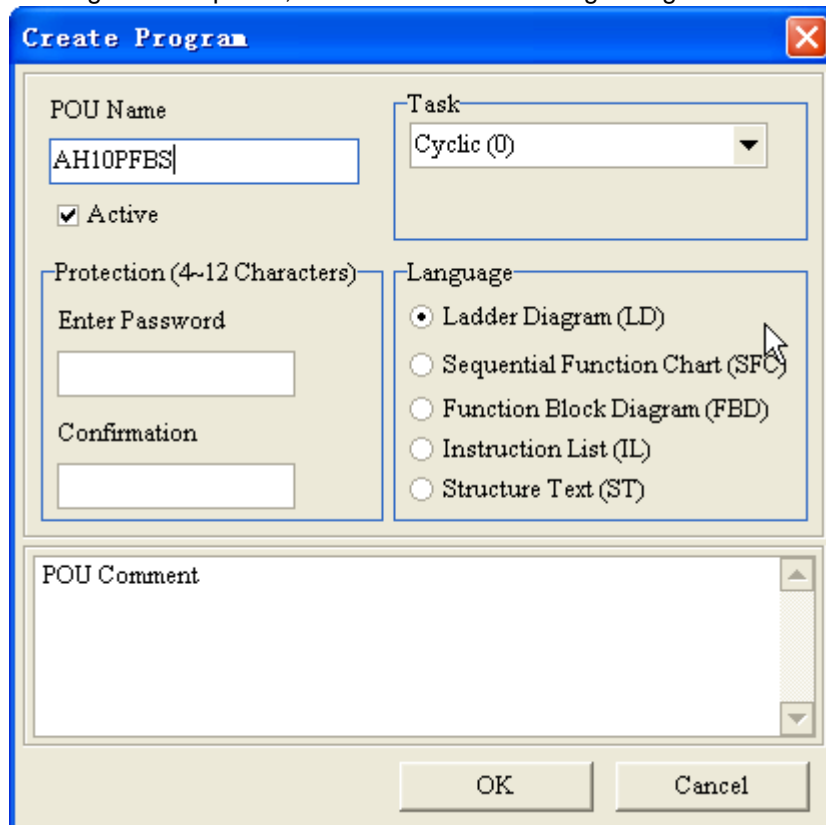 Create Program
POU Name
AH10PFBS
Active
Task
Cyclic (0)
Protection (4~12 Characters)
Enter Password
Confirmation
Language
Ladder Diagram (LD)
Sequential Function Chart (SFC)
Function Block Diagram (FBD)
Instruction List (IL)
Structure Text (ST)
POU Comment
OK
Cancel